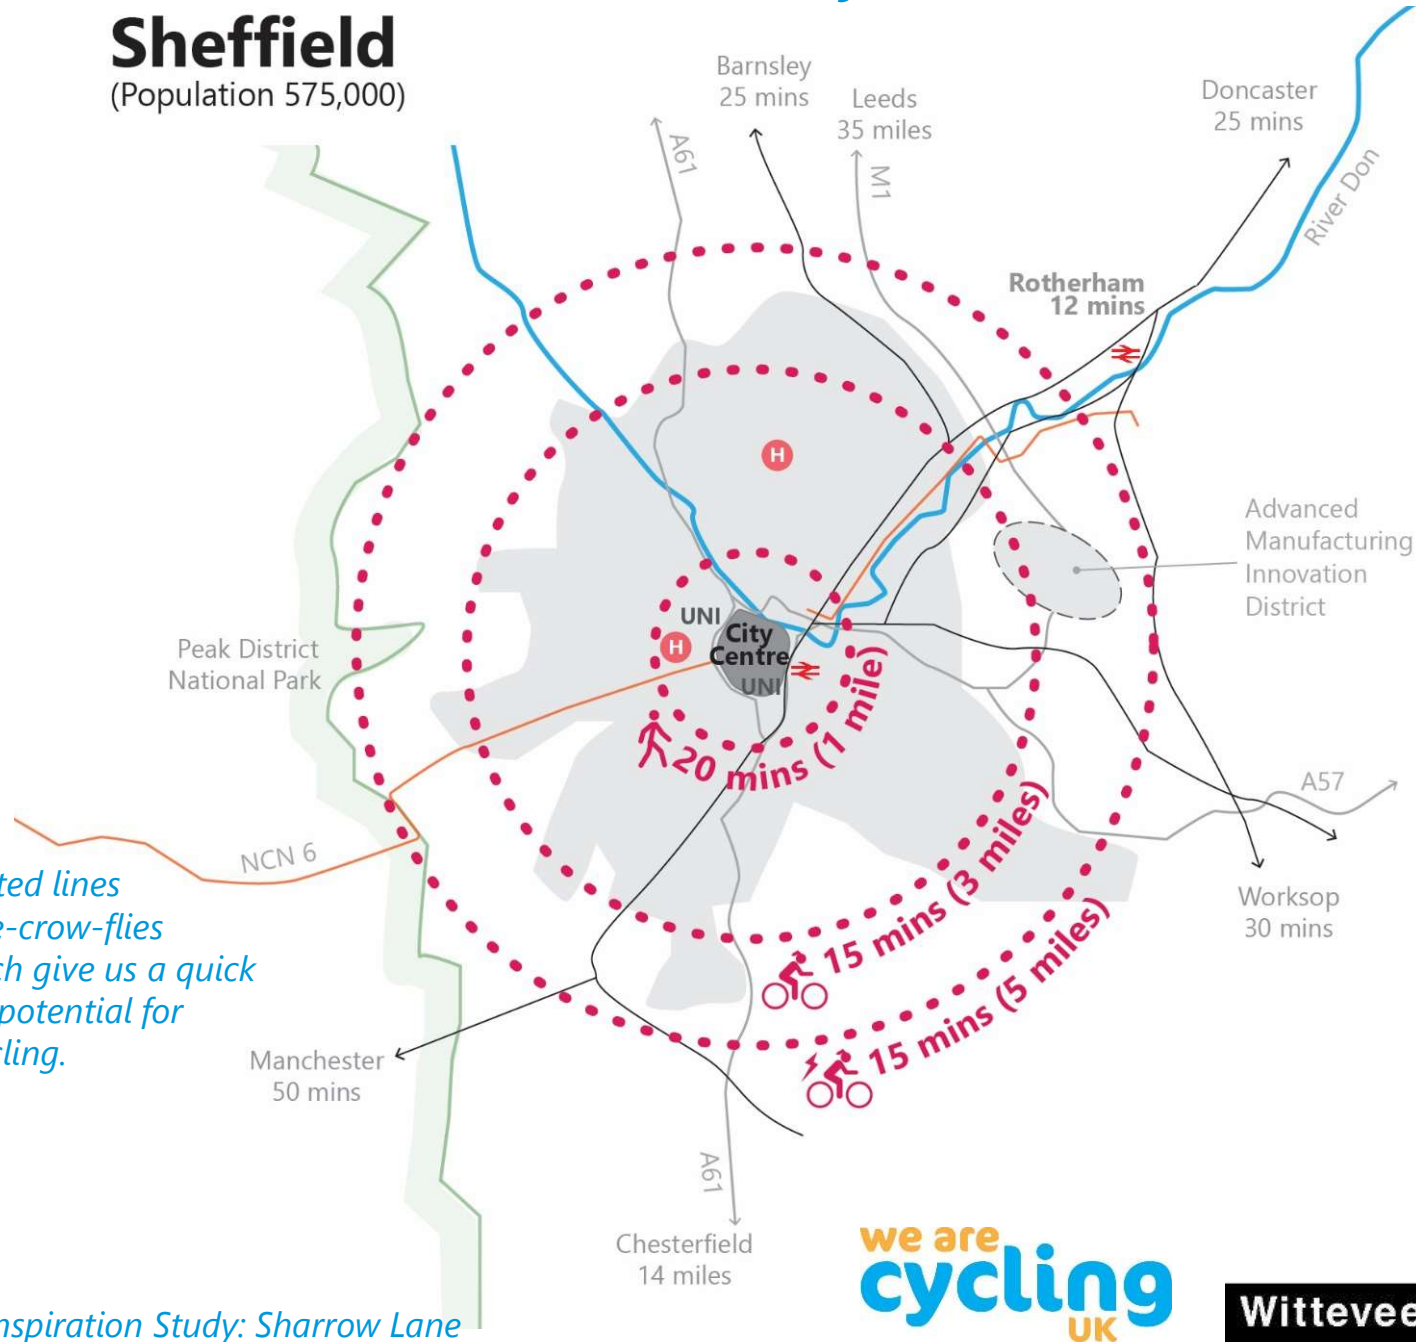 Sheffield
(Population 575,000)
Barnsley
25 mins
Leeds
35 miles
Doncaster
25 mins
A61
M1
River Don
Rotherham
12 mins
H
Advanced
Manufacturing
Innovation
District
UNI
H
City
Centre
UNI
Peak District
National Park
20 mins (1 mile)
A57
NCN 6
15 mins (3 miles)
15 mins (5 miles)
Worksop
30 mins
ted lines
e-crow-flies
ch give us a quick
potential for
cling.
Manchester
50 mins
A61
Chesterfield
14 miles
we are
cycling
UK
Witteve
nspiration Study: Sharrow Lane